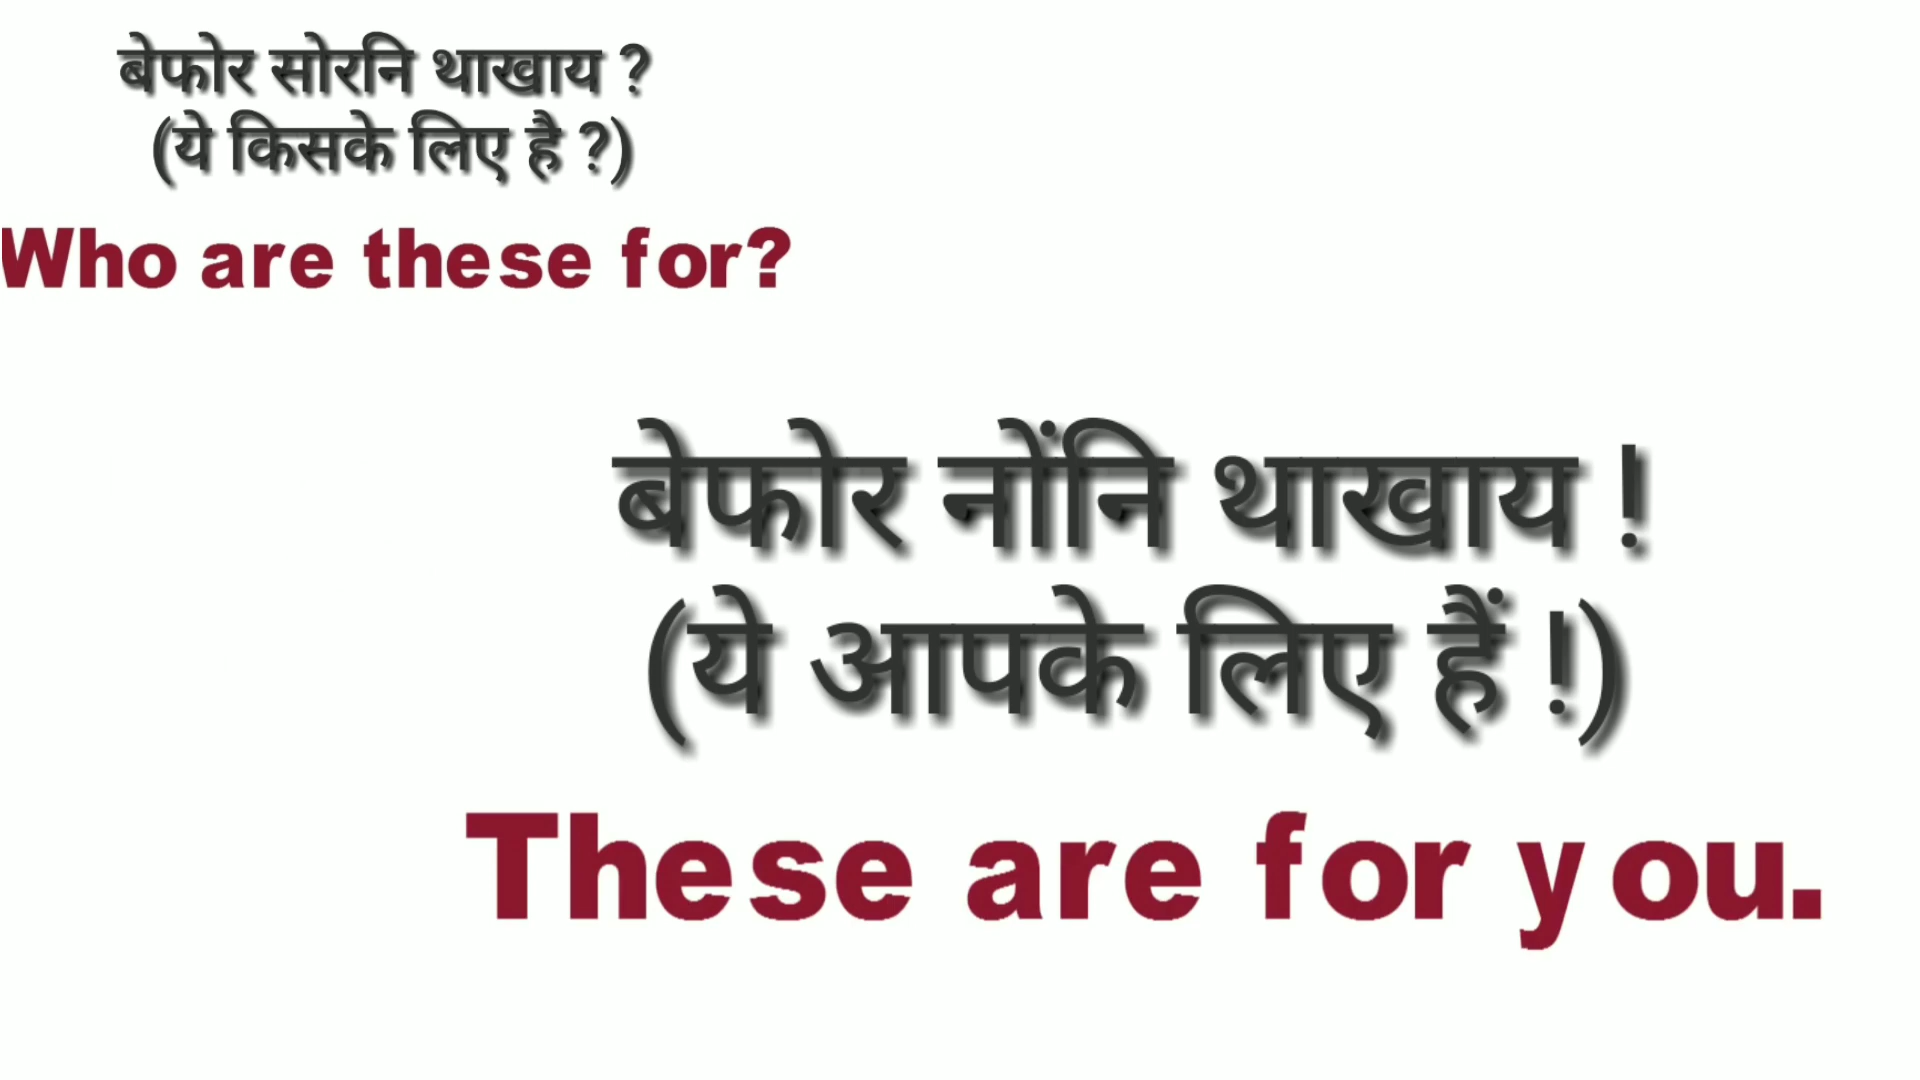 बेफोर सोरनि थाखाय ?
(ये किसके लिए है ?)
Who are these for?
बेफोर नोंनि थाखाय !
(ये आपके लिए हैं !)
These are for you.